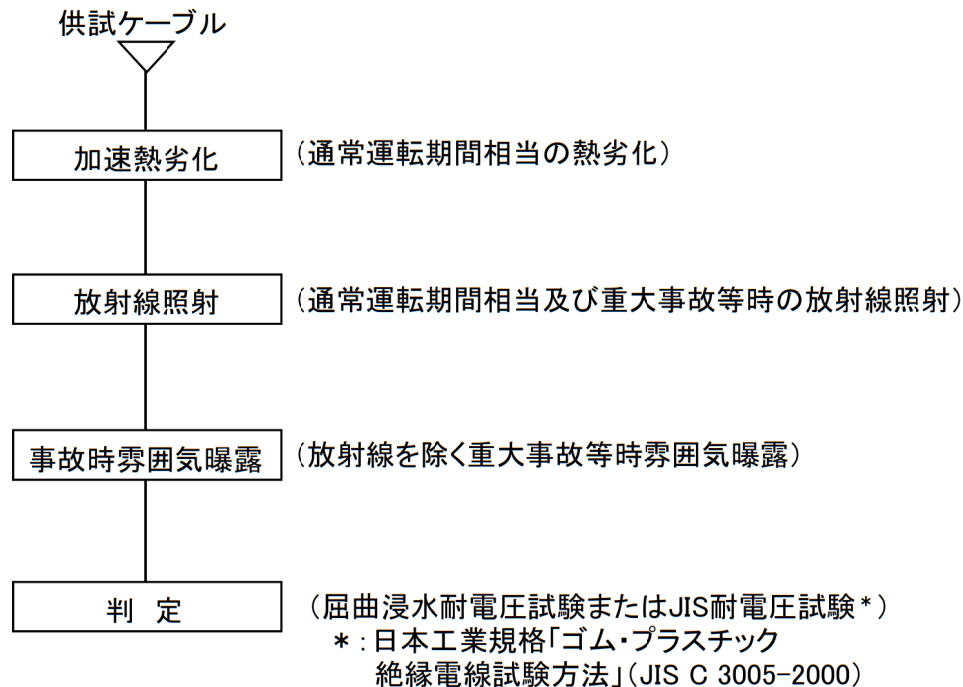 供試ケーブル
加速熱劣化 (通常運転期間相当の熱劣化)
放射線照射 (通常運転期間相当及び重大事故等時の放射線照射)
事故時雰囲気曝露 (放射線を除く重大事故等時雰囲気曝露)
判 定 (屈曲浸水耐電圧試験またはJIS耐電圧試験*)
*:日本工業規格「ゴム・プラスチック
絶縁電線試験方法」(JIS C 3005-2000)